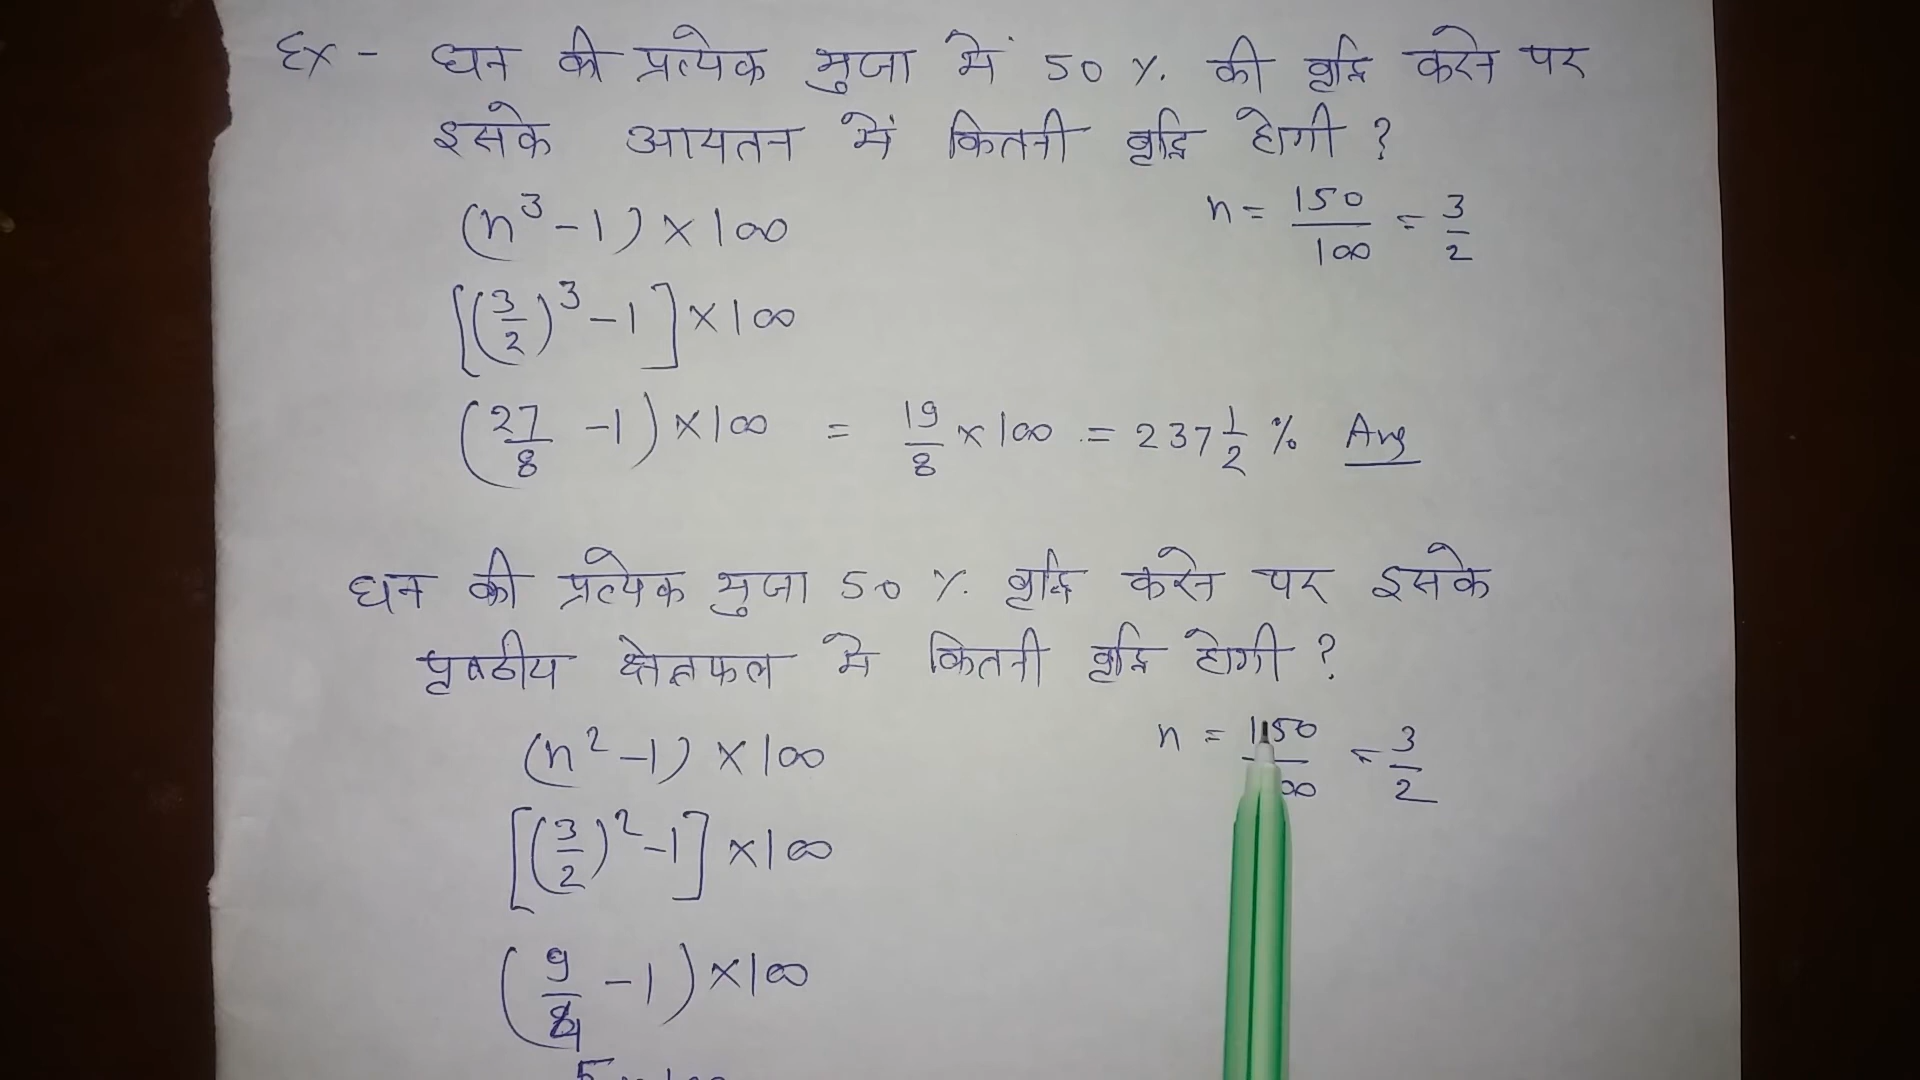 Ex - घन की प्रत्येक भुजा में 50 %. की वृद्धि करने पर
इसके आयतन में कितनी वृद्धि होगी ?
(n³ - 1) × 100
n = 150/100 = 3/2
[(3/2)³ - 1] × 100
(27/8 - 1) × 100 = 19/8 × 100 = 237 1/2 % Ans
घन की प्रत्येक भुजा 50 %. वृद्धि करने पर इसके
पृष्ठीय क्षेत्रफल मे कितनी वृद्धि होगी ?
(n² - 1) × 100
n = 150/100 = 3/2
[(3/2)² - 1] × 100
(9/4 - 1) × 100